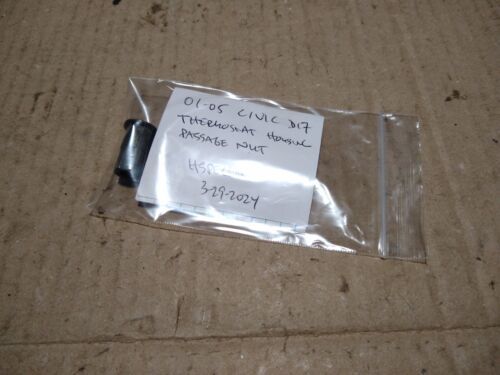 01-05 CIVIC D17
THERMOSTAT HOUSING
PASSAGE NUT
3-29-2024